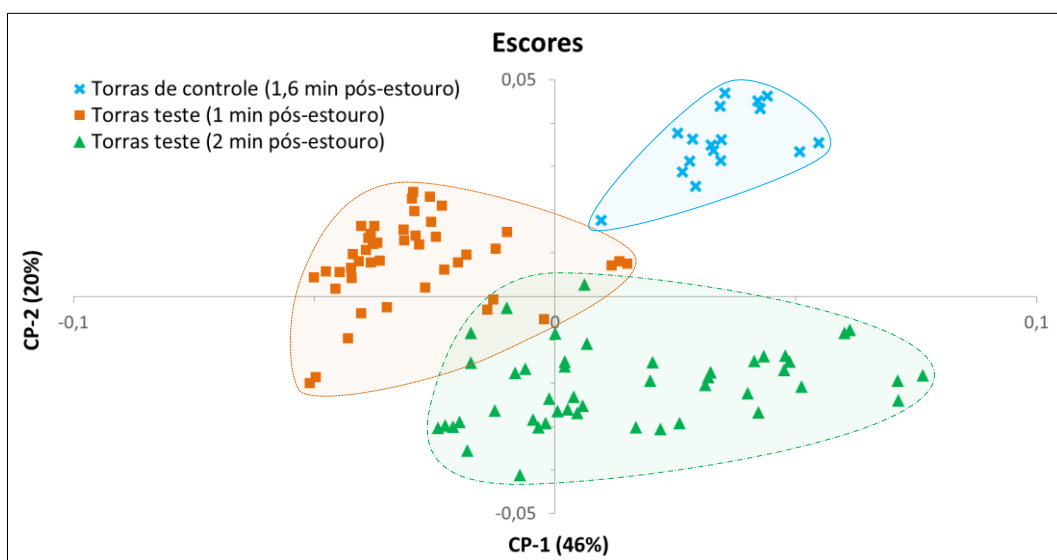 Escores
Torras de controle (1,6 min pós-estouro)
Torras teste (1 min pós-estouro)
Torras teste (2 min pós-estouro)
0,05
CP-2 (20%)
-0,1
0
0,1
-0,05
CP-1 (46%)